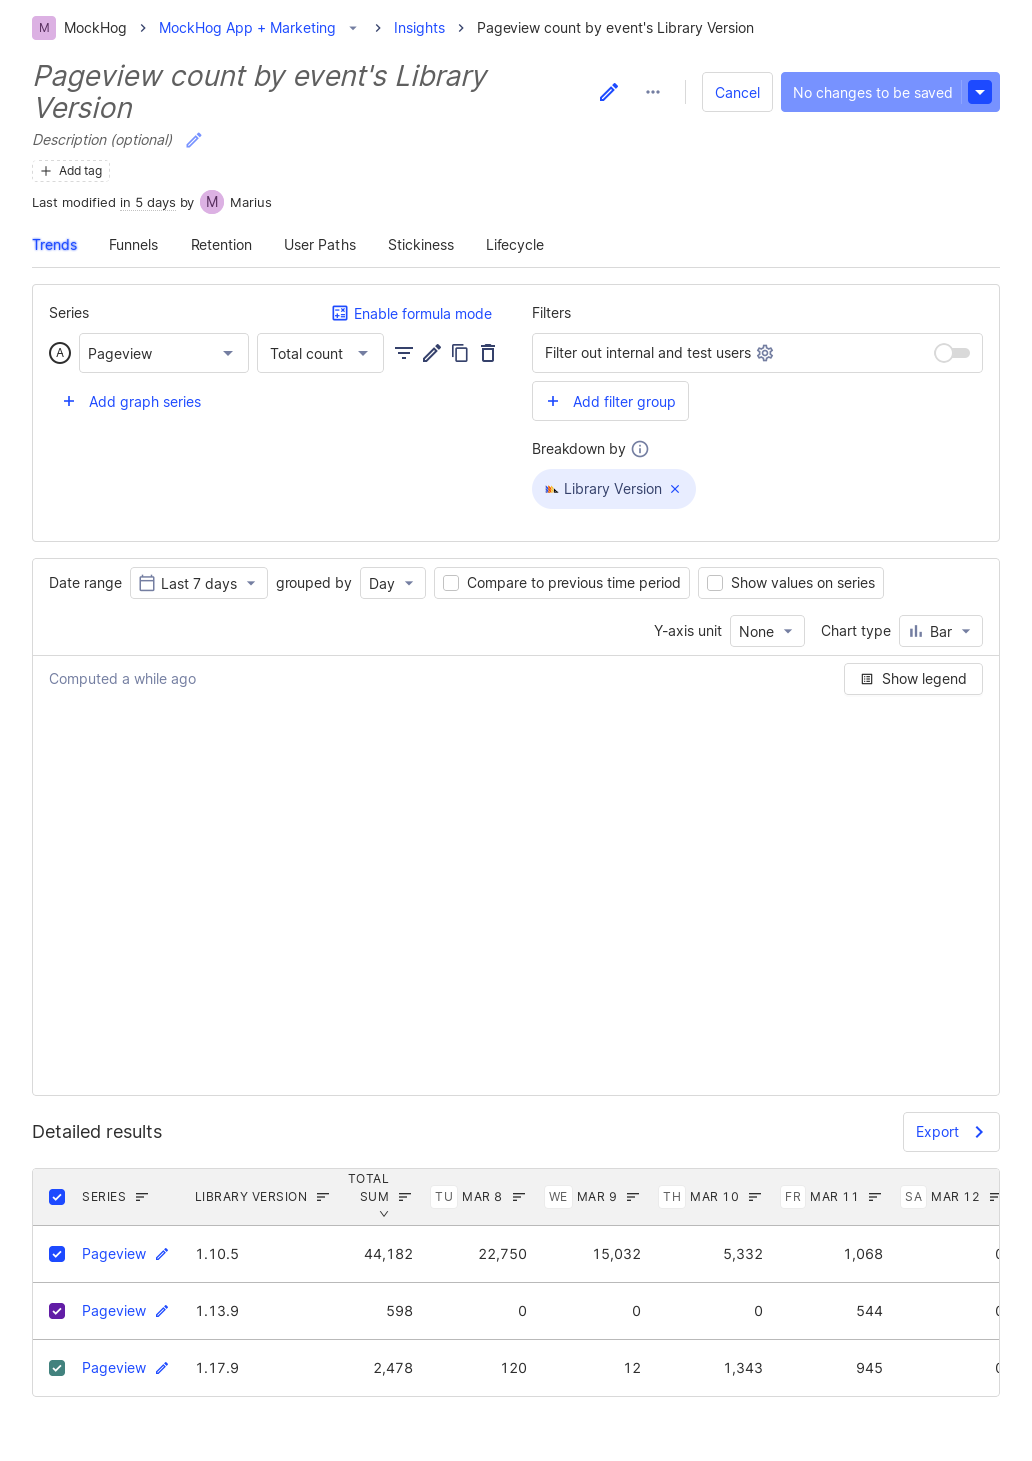 M MockHog MockHog App + Marketing Insights Pageview count by event's Library Version
Pageview count by event's Library
Version
Cancel No changes to be saved
Description (optional)
Add tag
Last modified in 5 days by M Marius
Trends Funnels Retention User Paths Stickiness Lifecycle
Series Enable formula mode Filters
A Pageview Total count Filter out internal and test users
Add graph series Add filter group
Breakdown by
Library Version
Date range Last 7 days grouped by Day Compare to previous time period Show values on series
Y-axis unit None Chart type Bar
Computed a while ago Show legend
Detailed results Export
SERIES LIBRARY VERSION TOTAL SUM TU MAR 8 WE MAR 9 TH MAR 10 FR MAR 11 SA MAR 12
Pageview 1.10.5 44,182 22,750 15,032 5,332 1,068 0
Pageview 1.13.9 598 0 0 0 544 0
Pageview 1.17.9 2,478 120 12 1,343 945 0